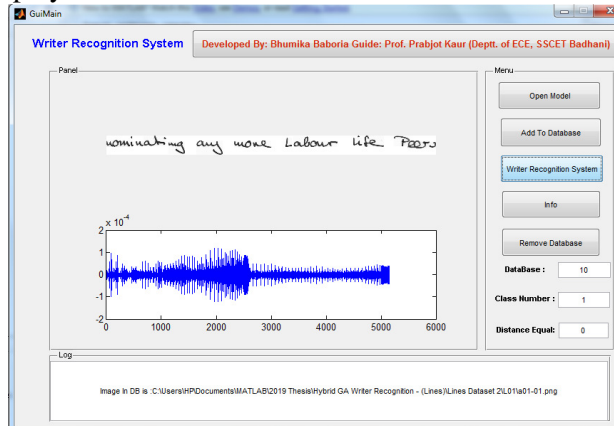 GuiMain
Writer Recognition System
Developed By: Bhumika Baboria Guide: Prof. Prabjot Kaur (Deptt. of ECE, SSCET Badhani)
Panel
nominating any more Labour Life Peers
x 10-4
2
1
0
-1
-2
0 1000 2000 3000 4000 5000 6000
Menu
Open Model
Add To Database
Writer Recognition System
Info
Remove Database
DataBase : 10
Class Number : 1
Distance Equal: 0
Log
Image In DB is :C:\Users\HP\Documents\MATLAB\2019 Thesis\Hybrid GA Writer Recognition - (Lines)\Lines Dataset 2\L01\a01-01.png